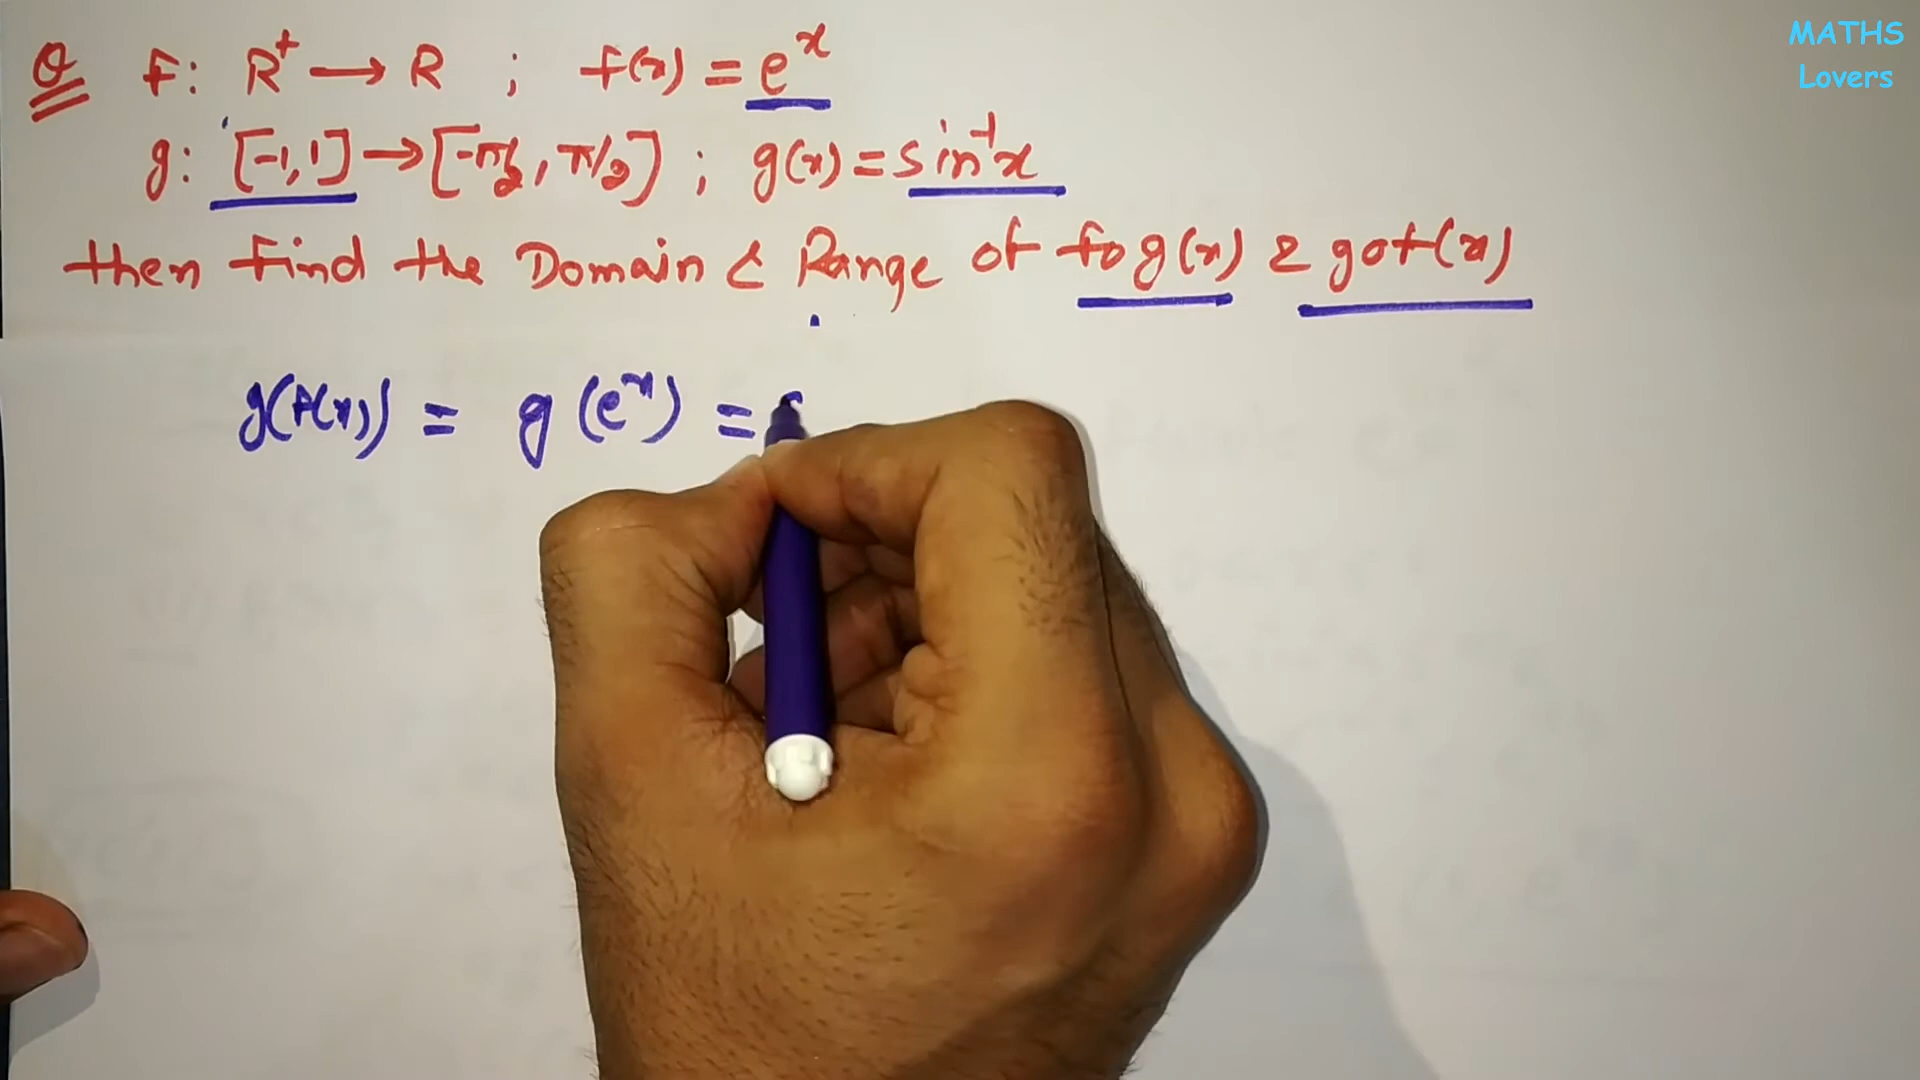 Q f: R⁺ → R ; f(x) = eˣ
g: [-1, 1] → [-π/2, π/2] ; g(x) = sin⁻¹x
then find the Domain & Range of fog(x) & gof(x)
g(f(x)) = g(eˣ) =
MATHS
Lovers